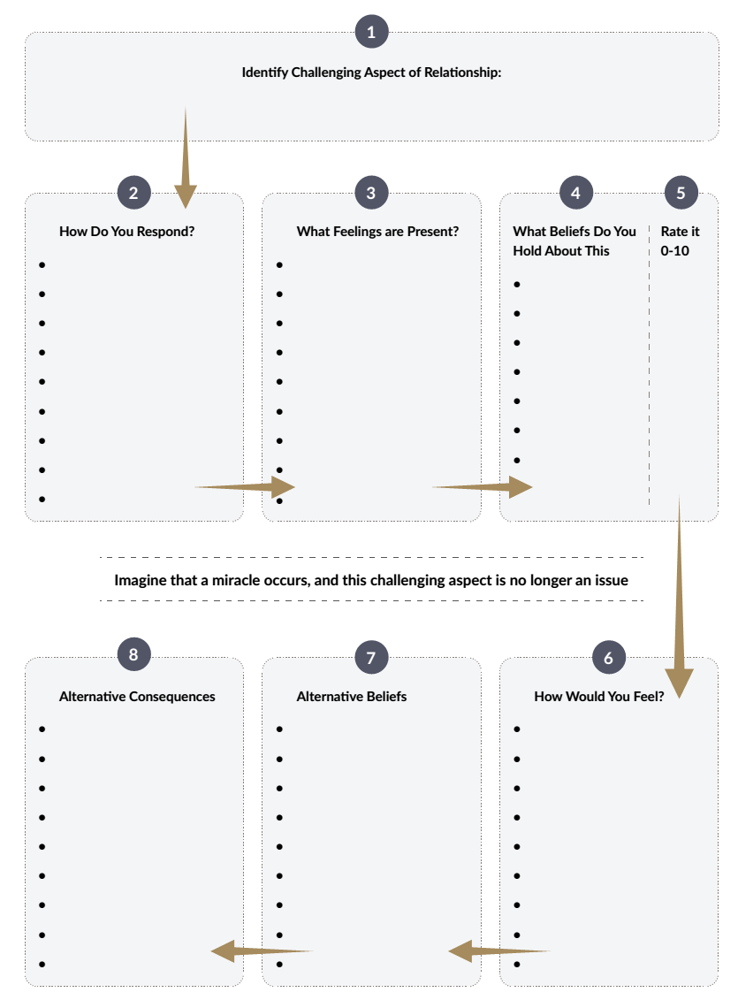 1
Identify Challenging Aspect of Relationship:
2
How Do You Respond?
3
What Feelings are Present?
4
What Beliefs Do You
Hold About This
5
Rate it
0-10
Imagine that a miracle occurs, and this challenging aspect is no longer an issue
8
Alternative Consequences
7
Alternative Beliefs
6
How Would You Feel?